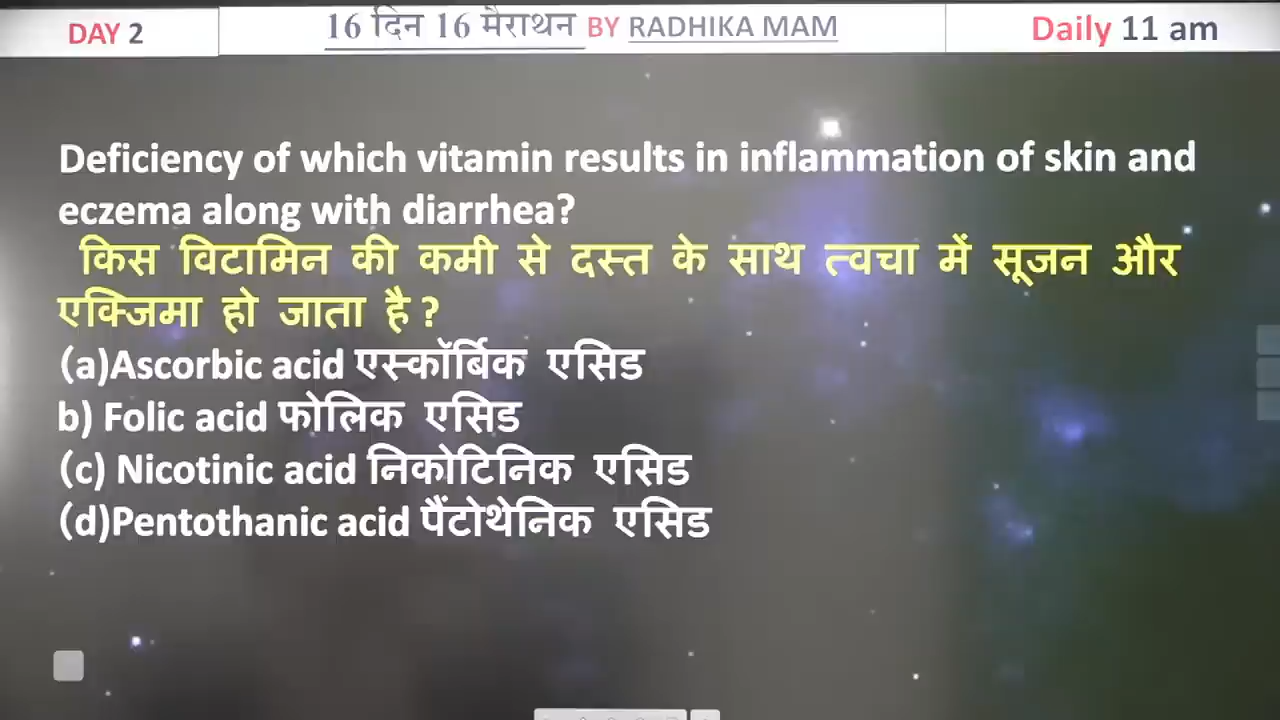 DAY 2
16 दिन 16 मैराथन BY RADHIKA MAM
Daily 11 am
Deficiency of which vitamin results in inflammation of skin and
eczema along with diarrhea?
किस विटामिन की कमी से दस्त के साथ त्वचा में सूजन और
एक्जिमा हो जाता है?
(a)Ascorbic acid एस्कॉर्बिक एसिड
b) Folic acid फोलिक एसिड
(c) Nicotinic acid निकोटिनिक एसिड
(d)Pentothanic acid पैंटोथेनिक एसिड